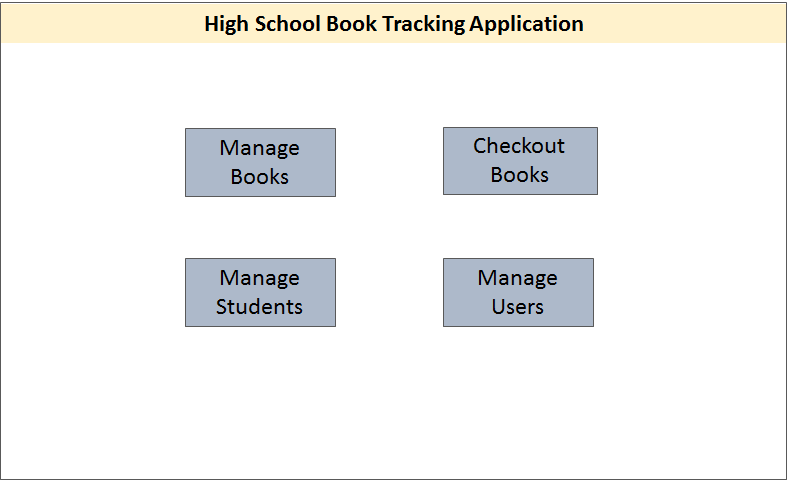 High School Book Tracking Application
Manage
Books
Checkout
Books
Manage
Students
Manage
Users